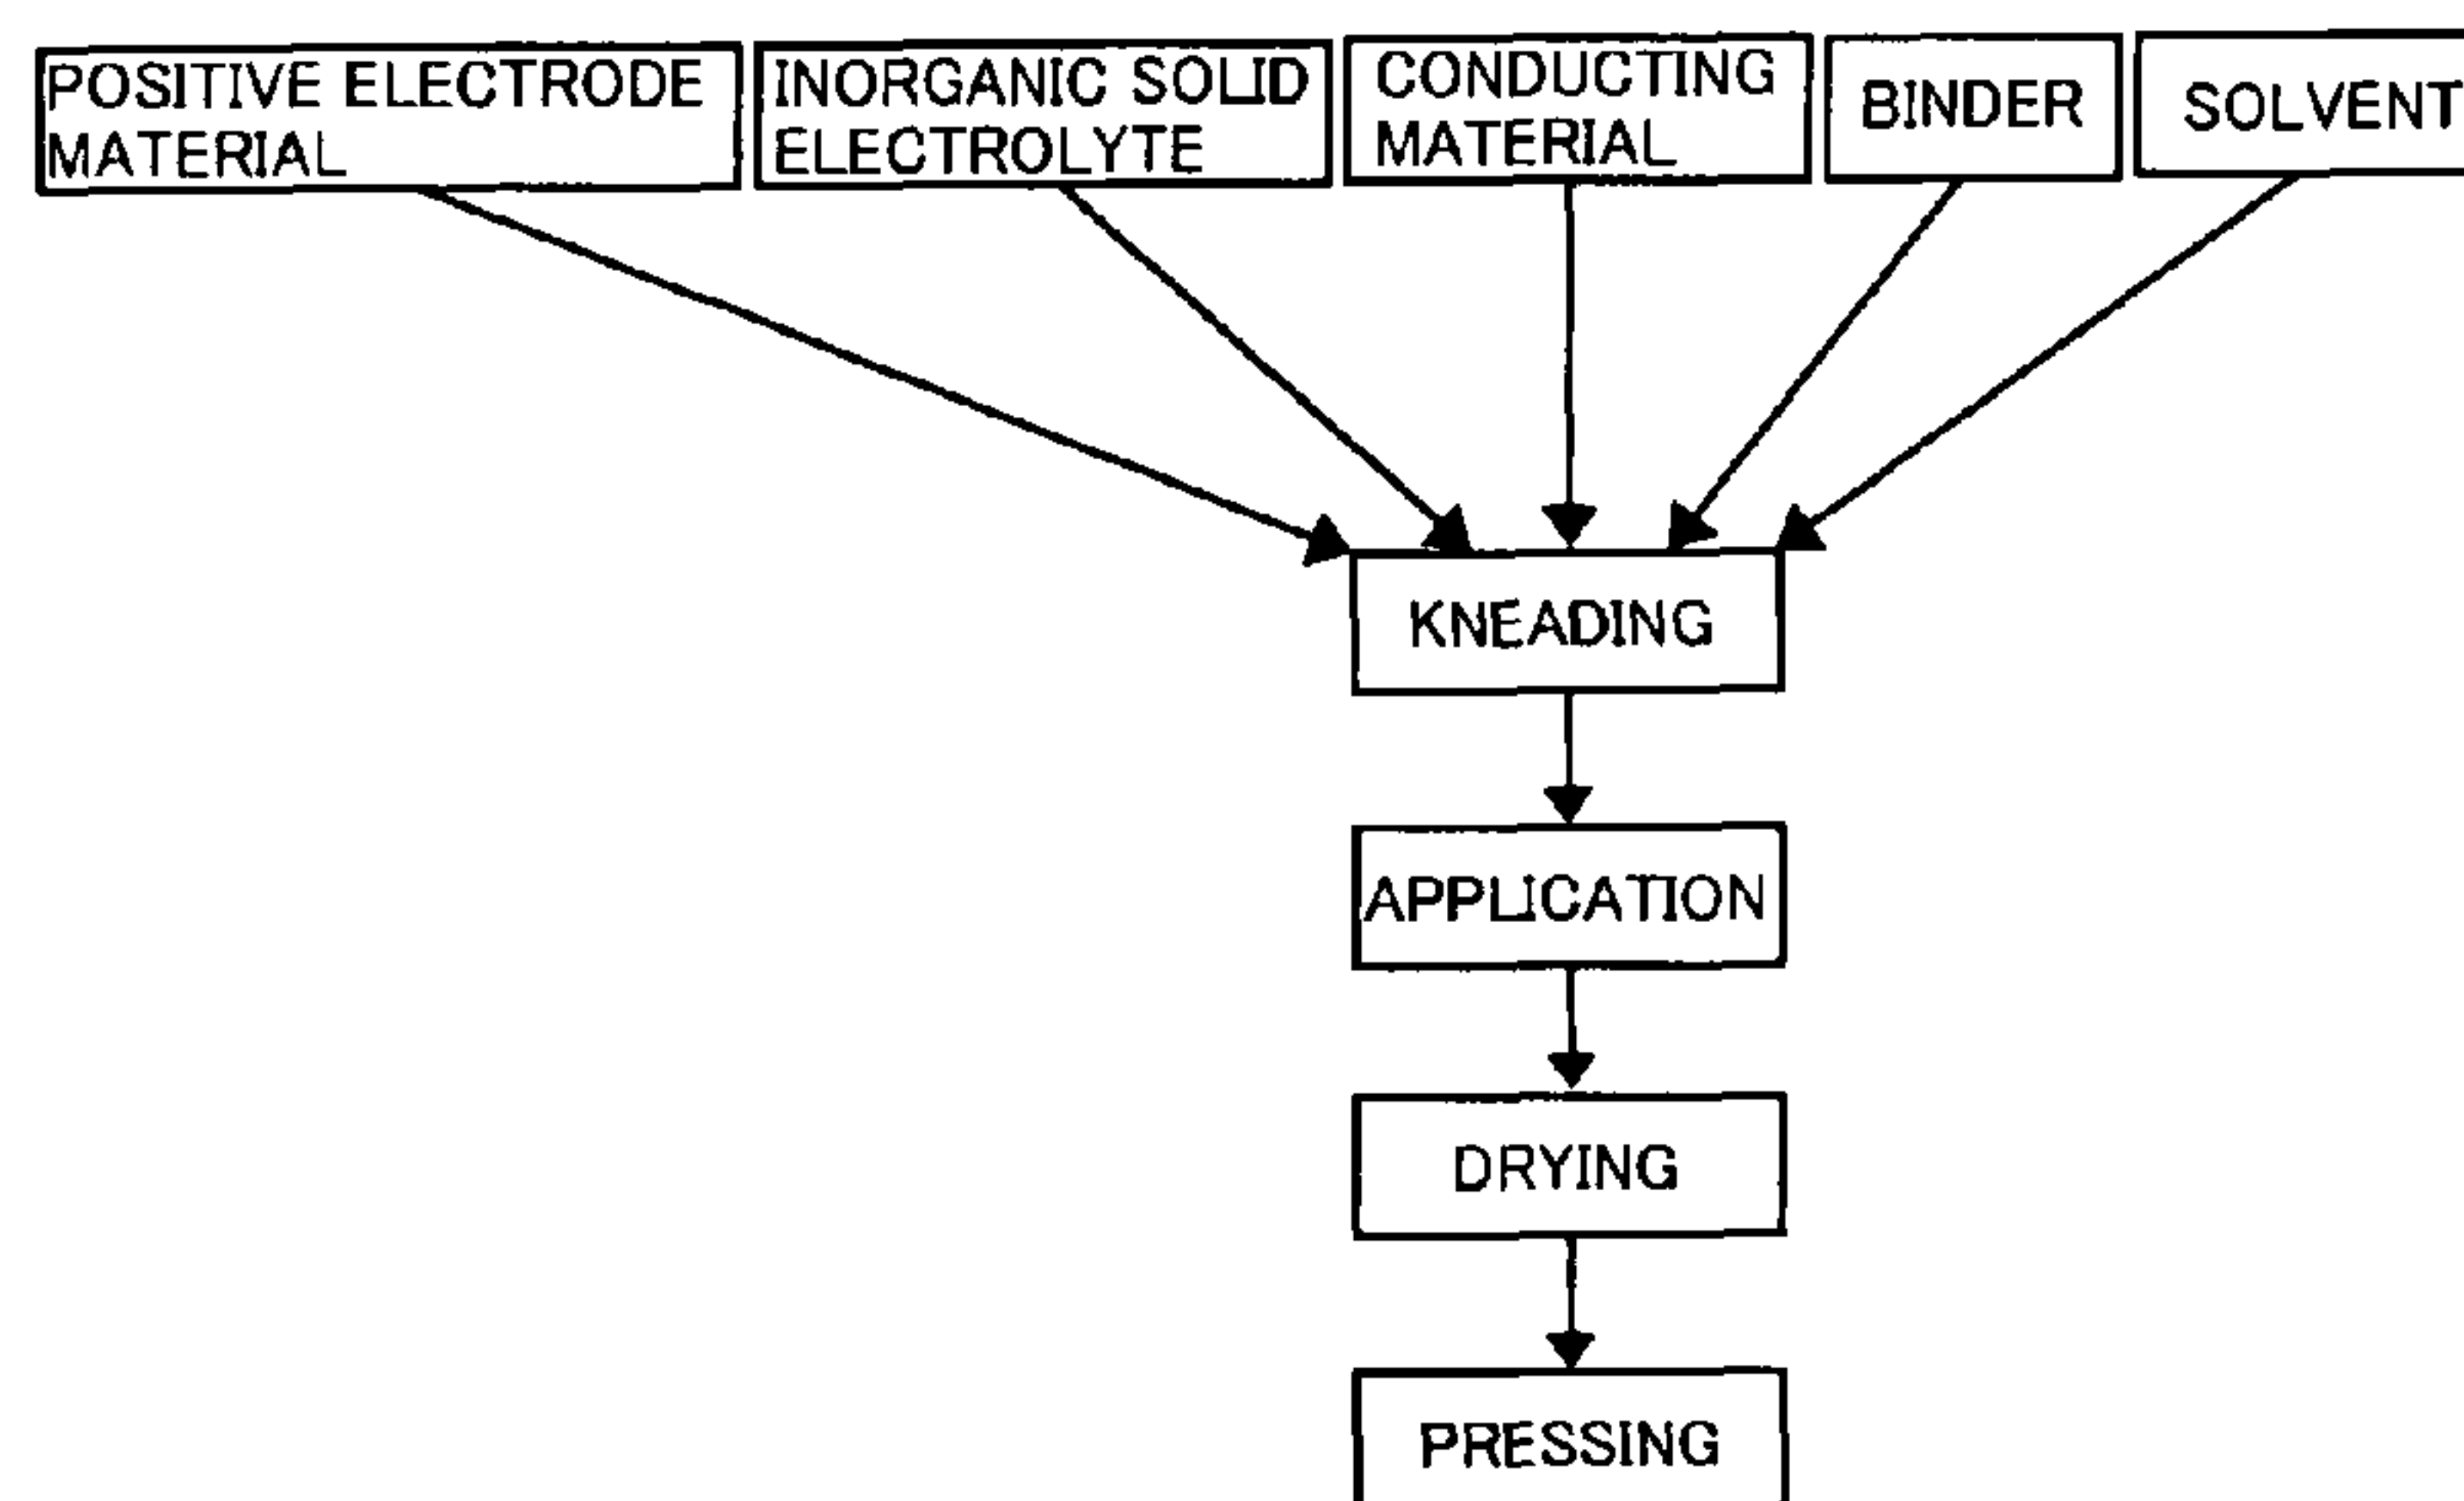 POSITIVE ELECTRODE
MATERIAL
INORGANIC SOLID
ELECTROLYTE
CONDUCTING
MATERIAL
BINDER
SOLVENT
KNEADING
APPLICATION
DRYING
PRESSING